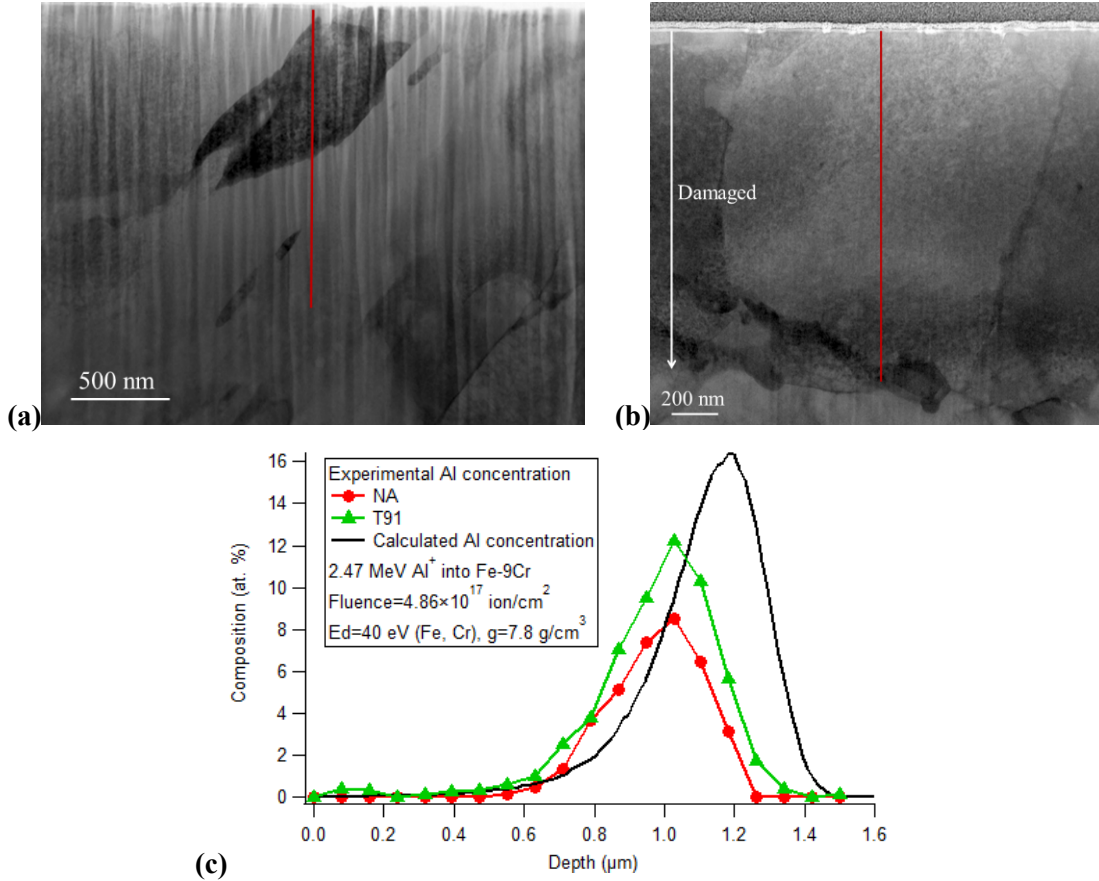 500 nm
(a)
Damaged
200 nm
(b)
Experimental Al concentration
NA
T91
Calculated Al concentration
2.47 MeV Al⁺ into Fe-9Cr
Fluence=4.86×10¹⁷ ion/cm²
Ed=40 eV (Fe, Cr), g=7.8 g/cm³
Composition (at. %)
16
14
12
10
8
6
4
2
0
0.0 0.2 0.4 0.6 0.8 1.0 1.2 1.4 1.6
Depth (µm)
(c)